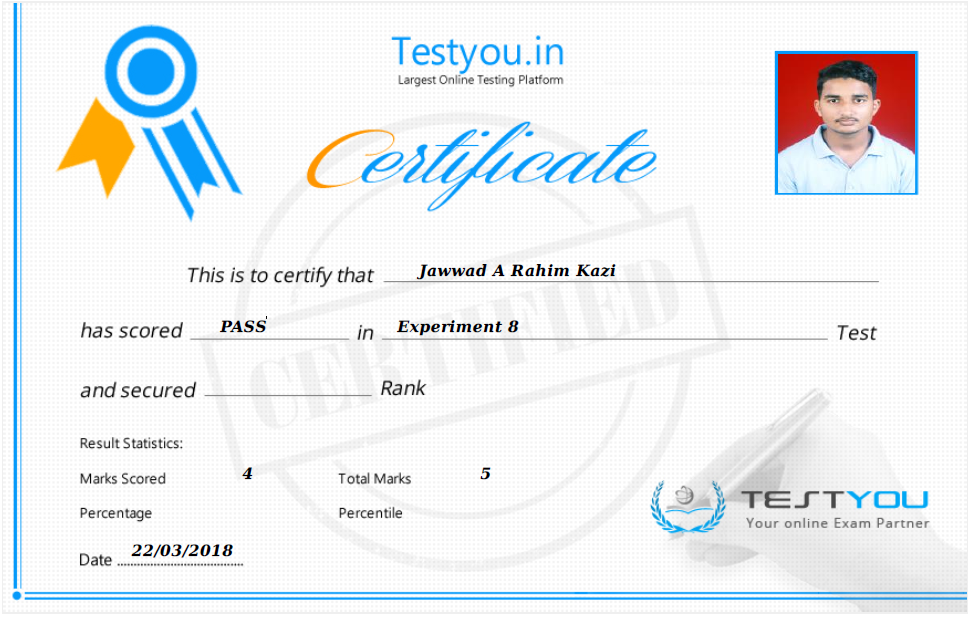 Testyou.in
Largest Online Testing Platform
Certificate
This is to certify that Jawwad A Rahim Kazi
has scored PASS in Experiment 8 Test
and secured Rank
CERTIFIED
Result Statistics:
Marks Scored 4 Total Marks 5
Percentage Percentile
Date 22/03/2018
TESTYOU
Your online Exam Partner